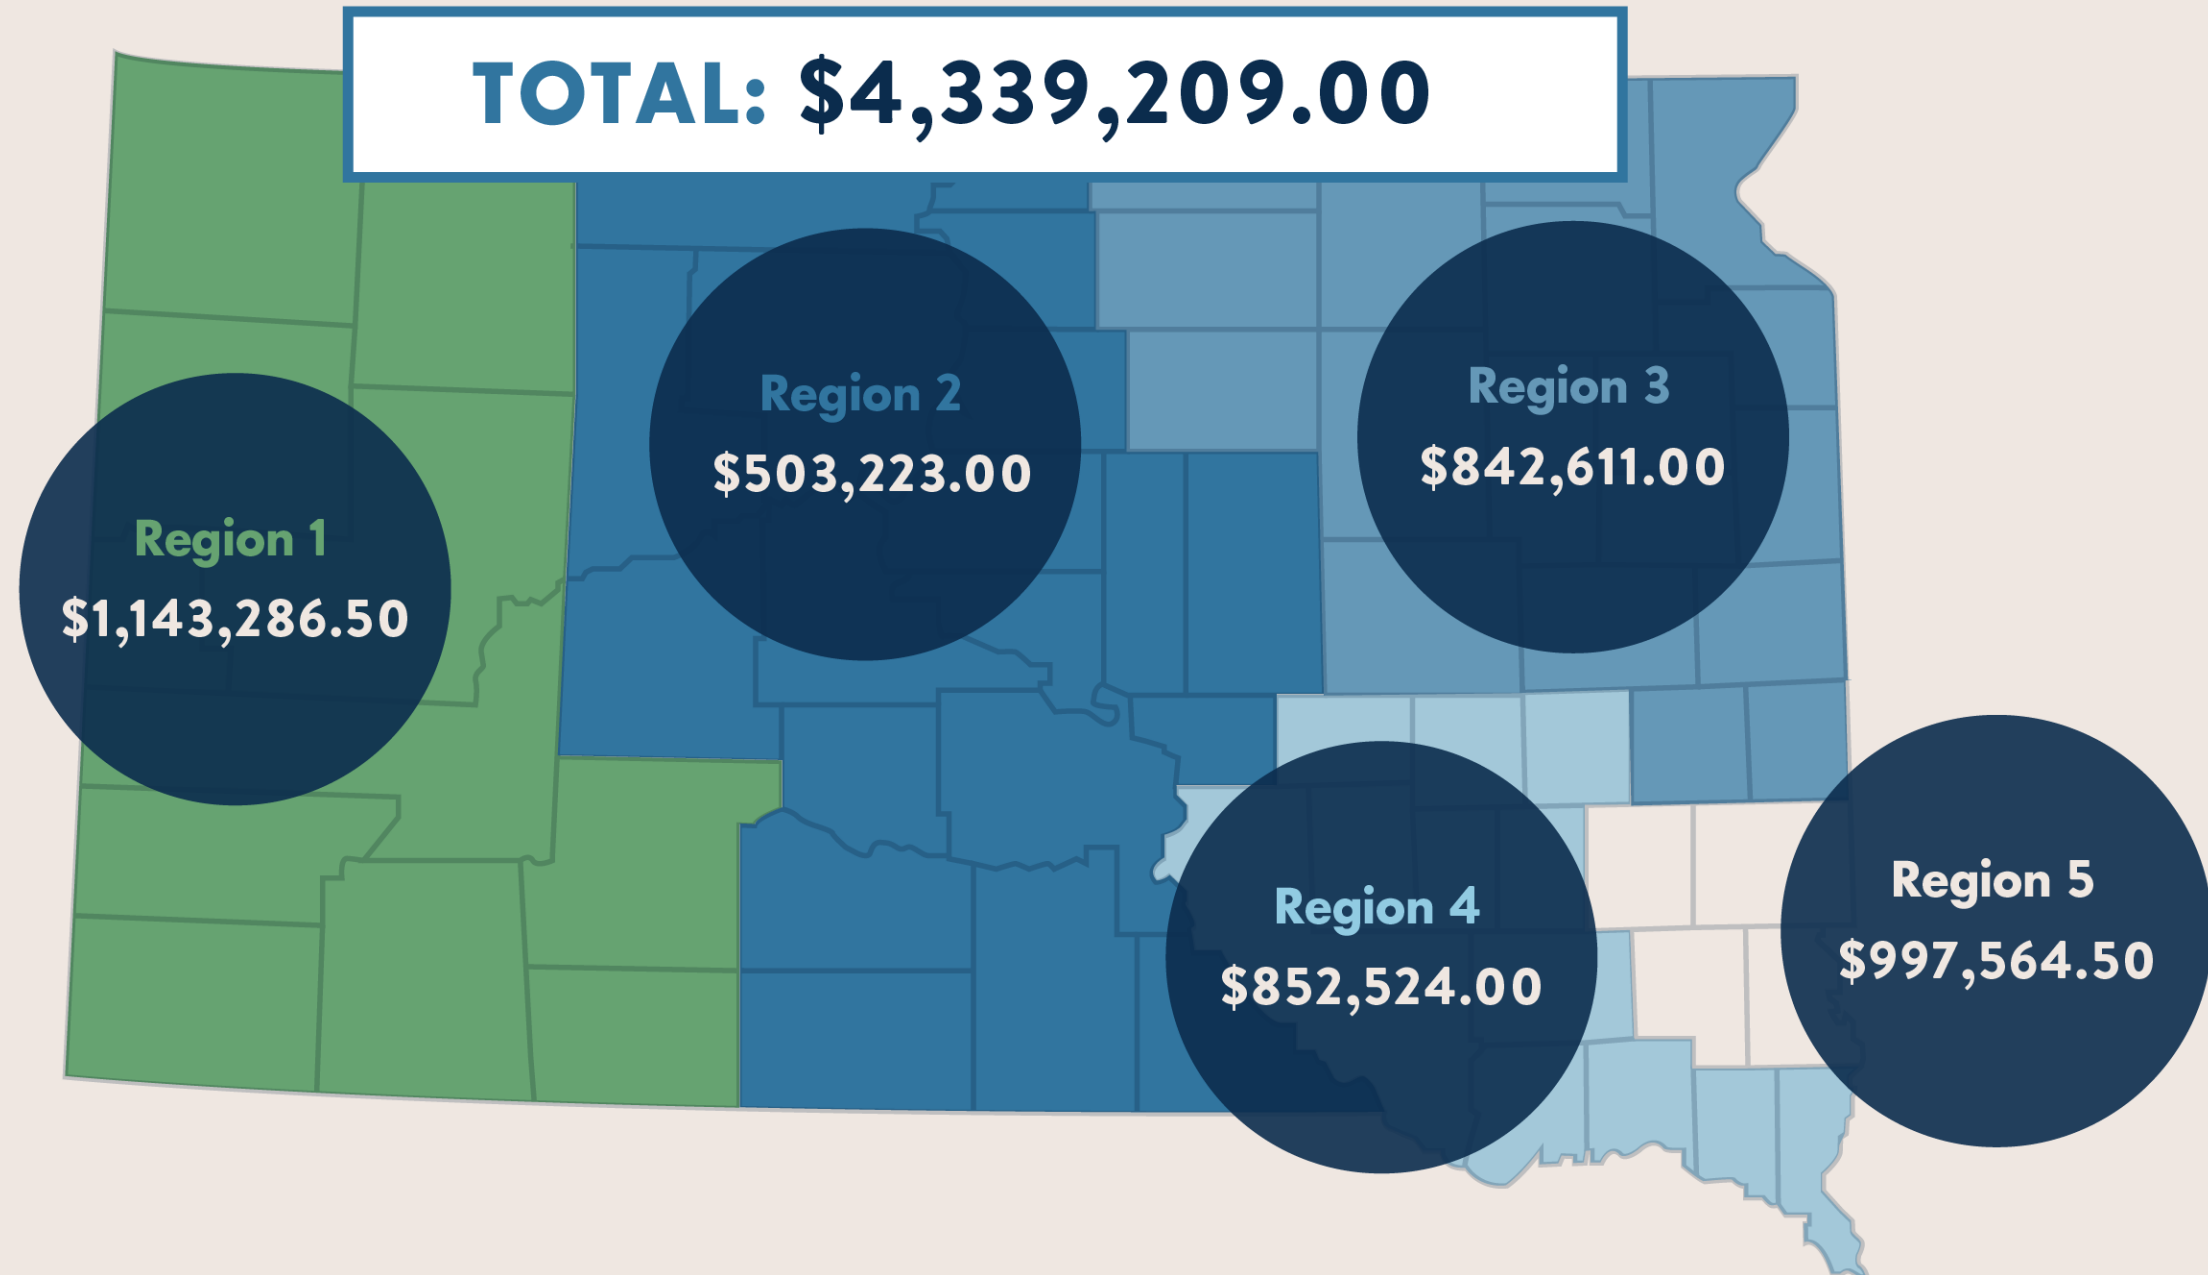 TOTAL: $4,339,209.00
Region 1
$1,143,286.50
Region 2
$503,223.00
Region 3
$842,611.00
Region 4
$852,524.00
Region 5
$997,564.50